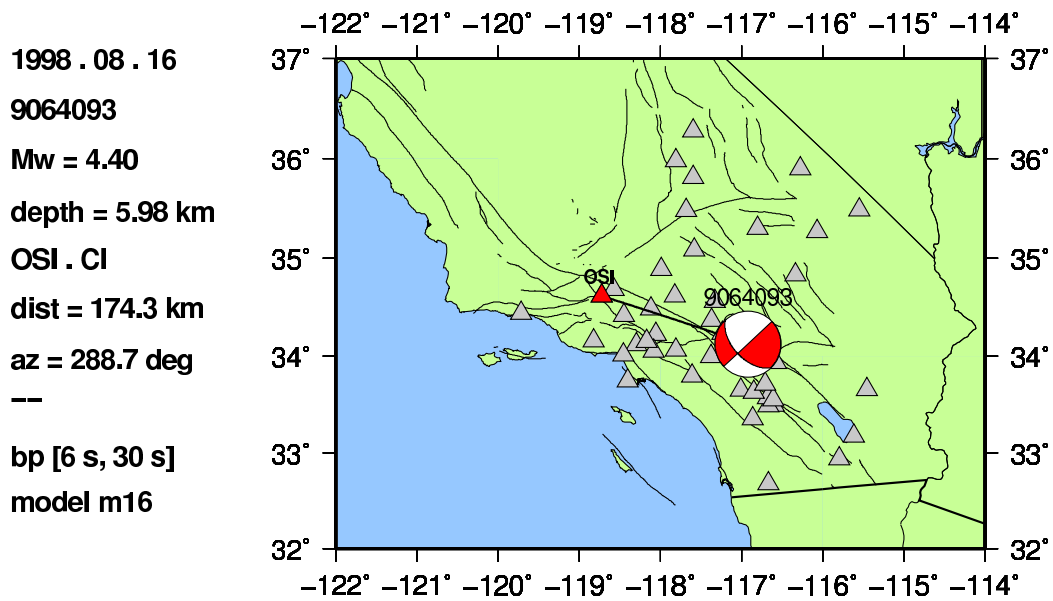 1998 . 08 . 16
9064093
Mw = 4.40
depth = 5.98 km
OSI . CI
dist = 174.3 km
az = 288.7 deg
--
bp [6 s, 30 s]
model m16
−122° −121° −120° −119° −118° −117° −116° −115° −114°
37° 37°
36° 36°
35° 35°
OSI
9064093
34° 34°
33° 33°
32° 32°
−122° −121° −120° −119° −118° −117° −116° −115° −114°